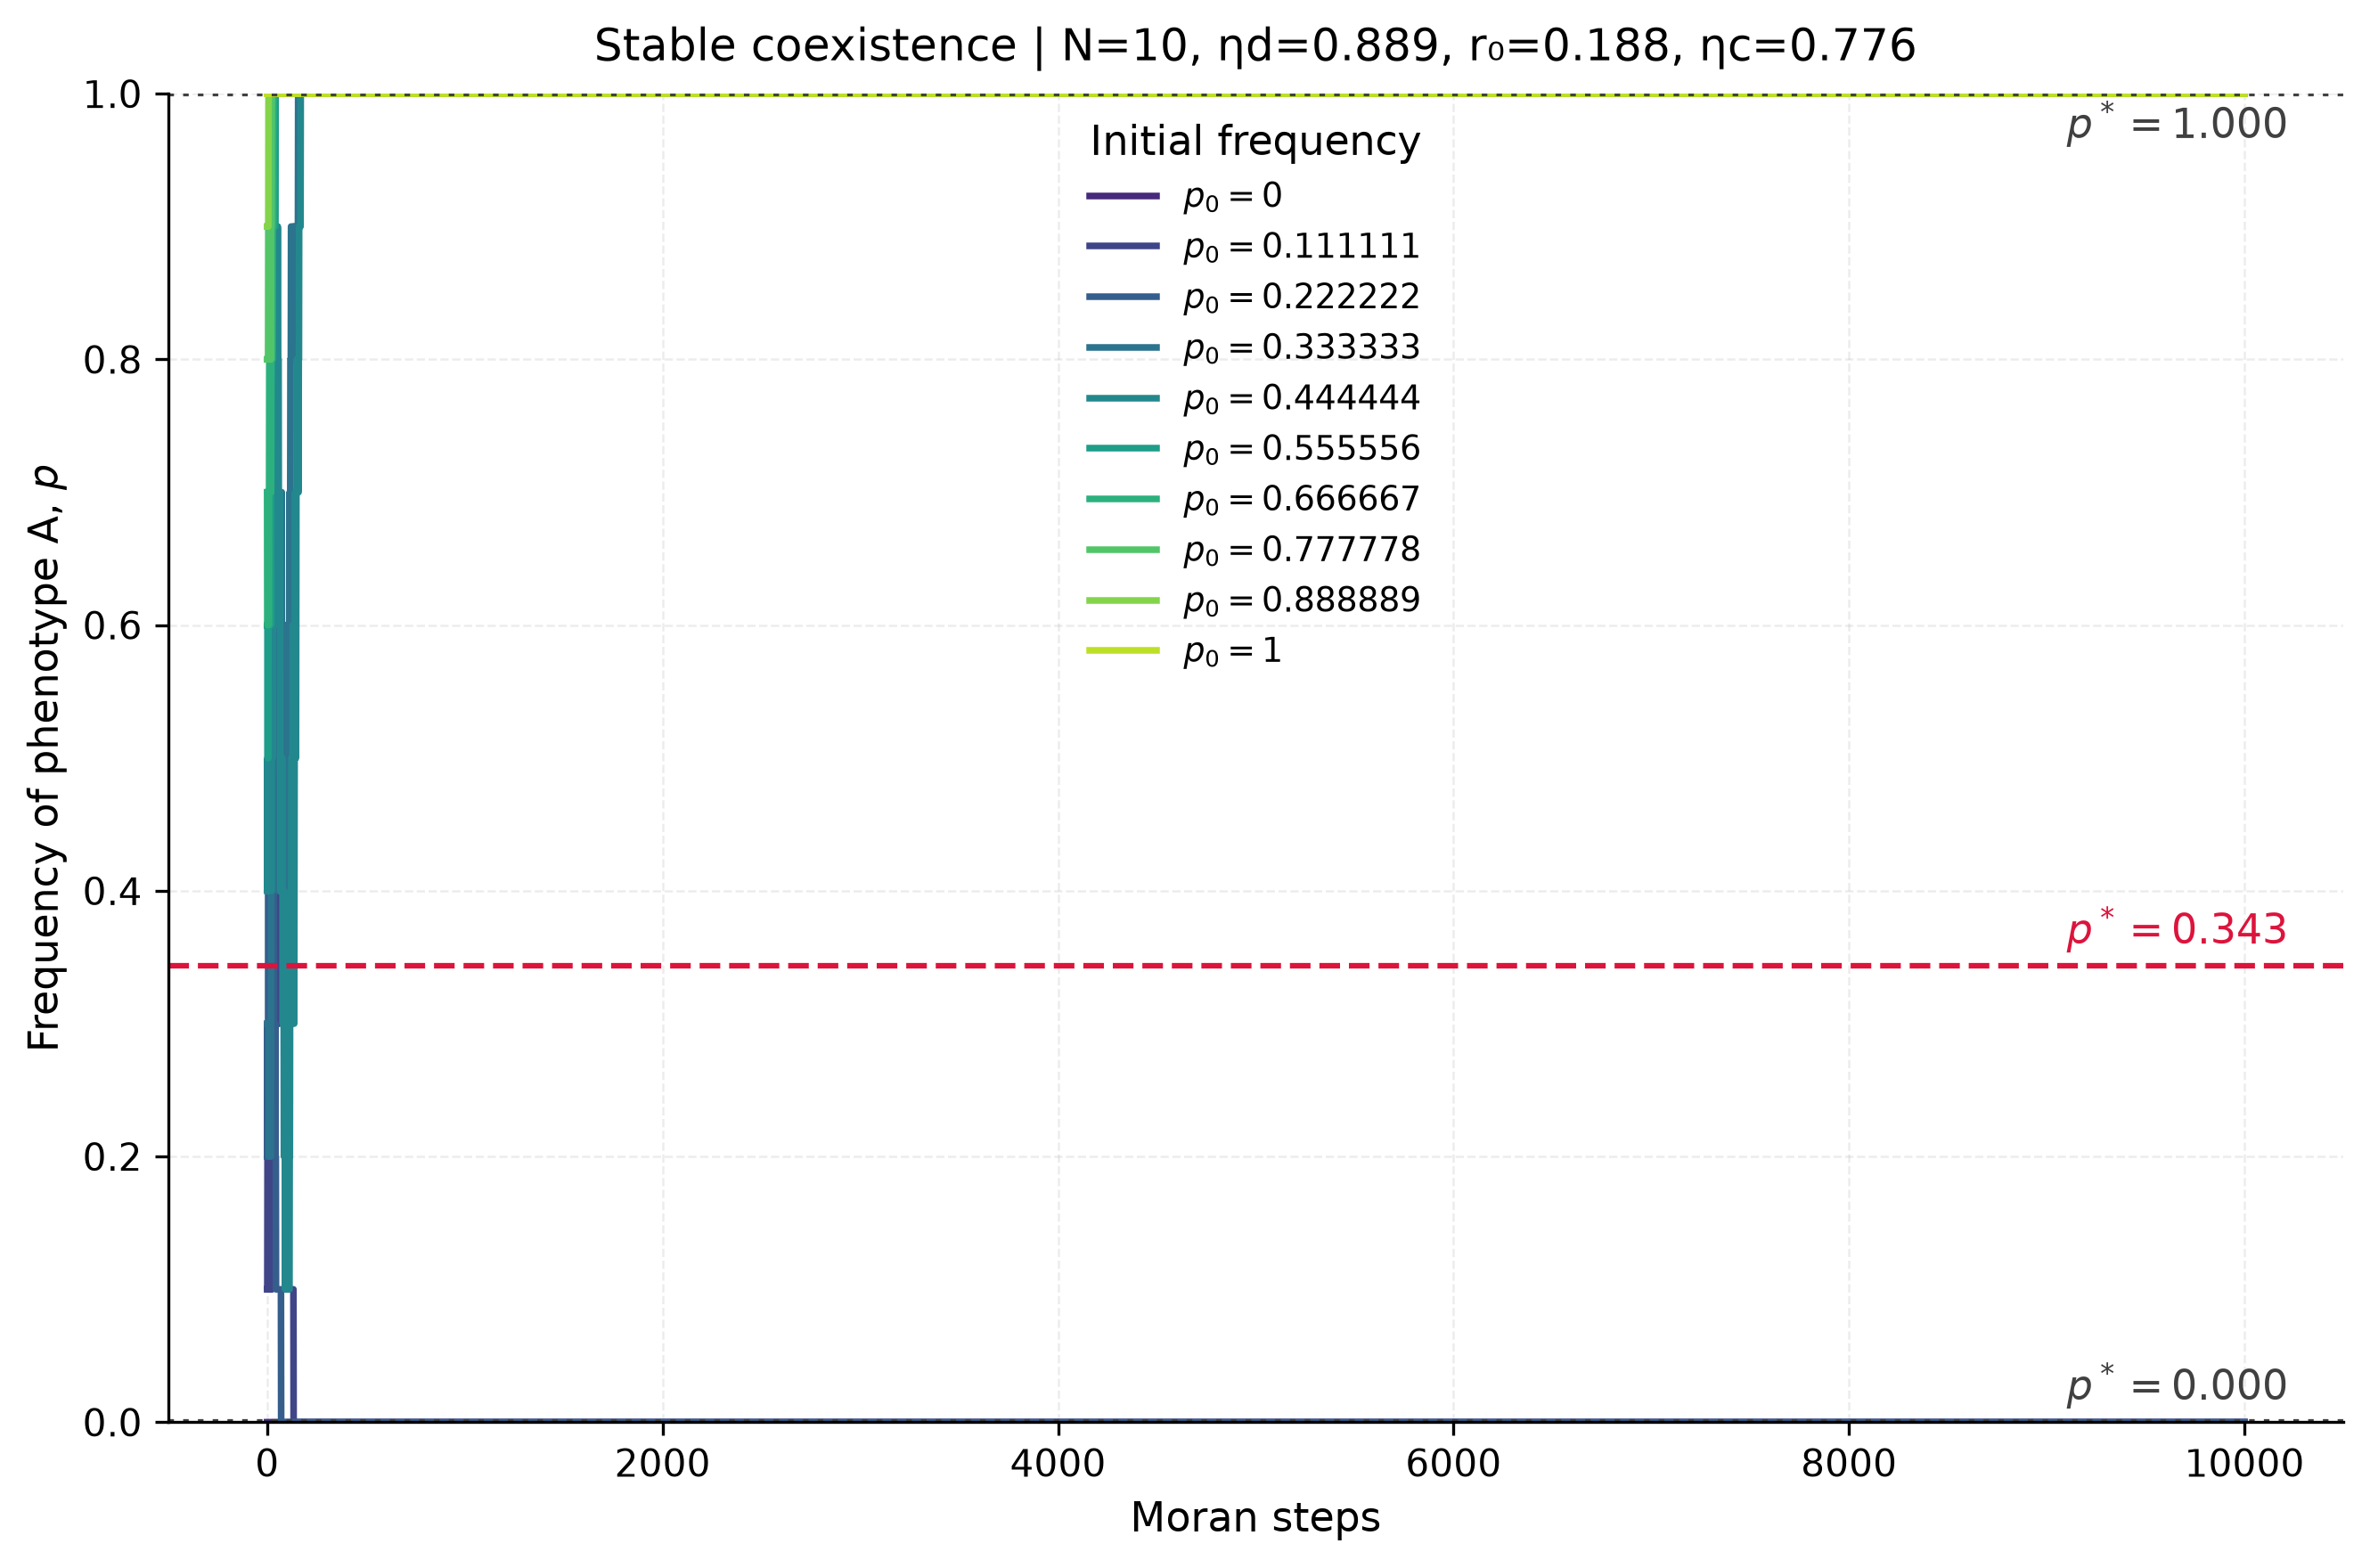 Stable coexistence | N=10, ηd=0.889, r₀=0.188, ηc=0.776
1.0
0.8
0.6
0.4
0.2
0.0
Frequency of phenotype A, p
p* = 1.000
Initial frequency
p₀ = 0
p₀ = 0.111111
p₀ = 0.222222
p₀ = 0.333333
p₀ = 0.444444
p₀ = 0.555556
p₀ = 0.666667
p₀ = 0.777778
p₀ = 0.888889
p₀ = 1
p* = 0.343
p* = 0.000
0 2000 4000 6000 8000 10000
Moran steps